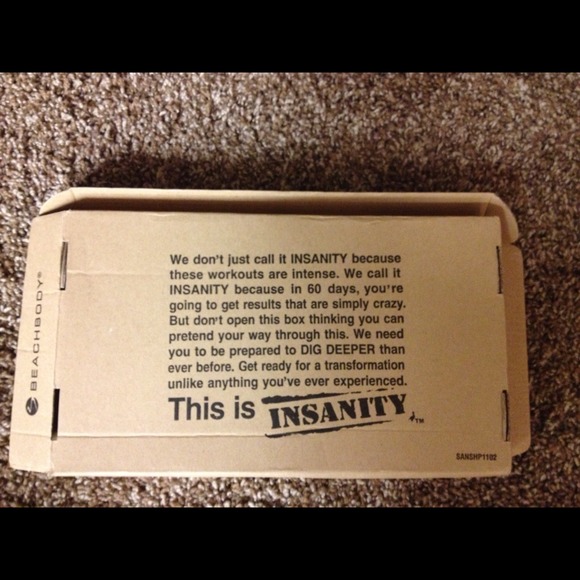 We don't just call it INSANITY because
these workouts are intense. We call it
INSANITY because in 60 days, you're
going to get results that are simply crazy.
But don't open this box thinking you can
pretend your way through this. We need
you to be prepared to DIG DEEPER than
ever before. Get ready for a transformation
unlike anything you've ever experienced.
This is INSANITY™
SANSHP1102
BEACHBODY®